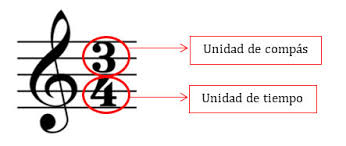 3
Unidad de compás
4
Unidad de tiempo